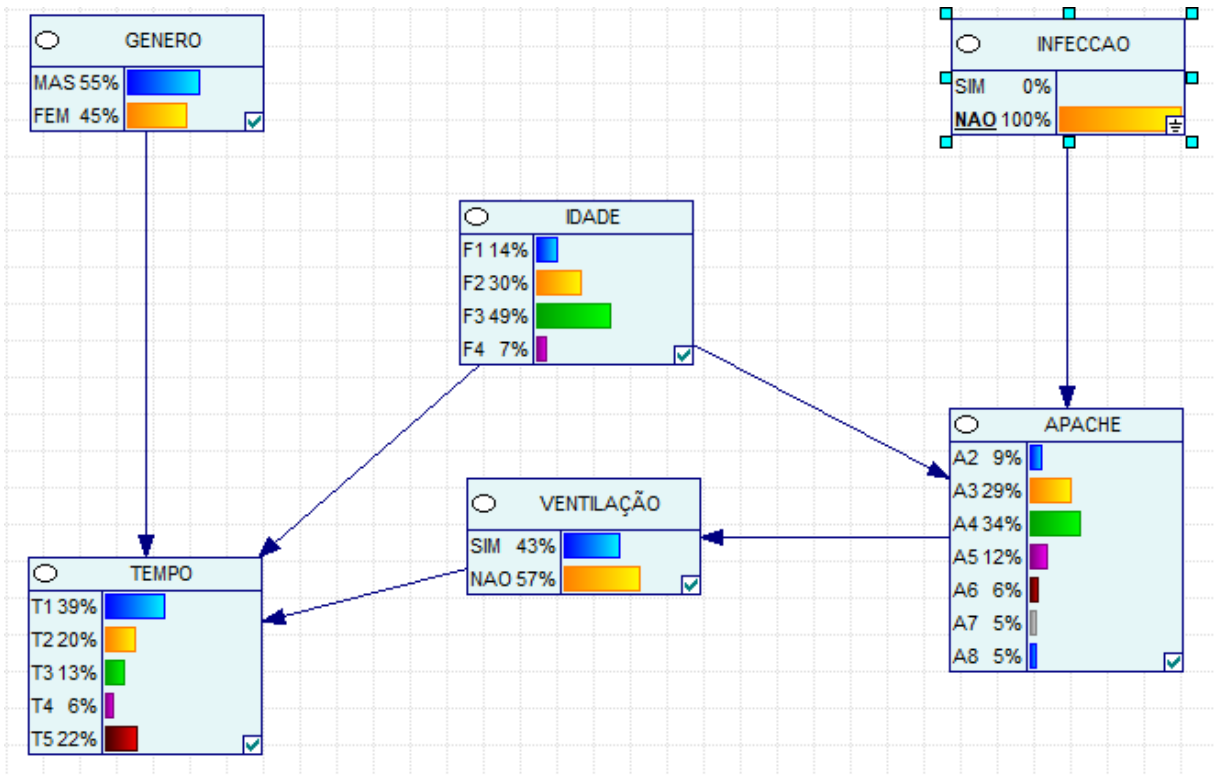 GENERO
MAS 55%
FEM 45%
INFECCAO
SIM 0%
NAO 100%
IDADE
F1 14%
F2 30%
F3 49%
F4 7%
APACHE
A2 9%
A3 29%
A4 34%
A5 12%
A6 6%
A7 5%
A8 5%
VENTILAÇÃO
SIM 43%
NAO 57%
TEMPO
T1 39%
T2 20%
T3 13%
T4 6%
T5 22%